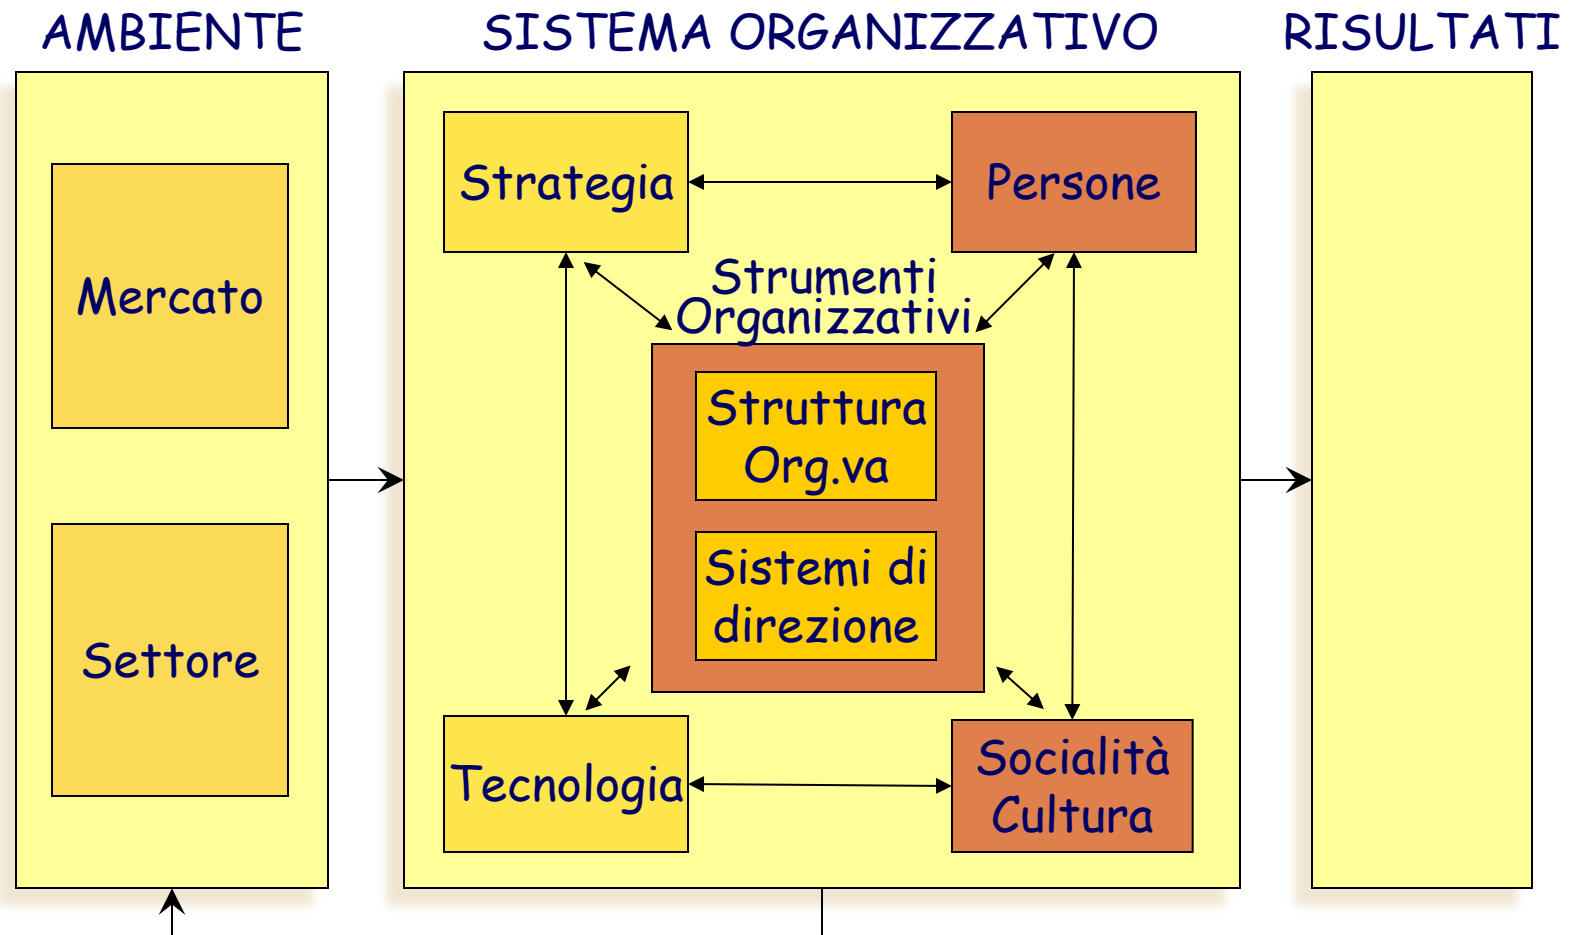 AMBIENTE
SISTEMA ORGANIZZATIVO
RISULTATI
Mercato
Settore
Strategia
Persone
Strumenti
Organizzativi
Struttura
Org.va
Sistemi di
direzione
Tecnologia
Socialità
Cultura